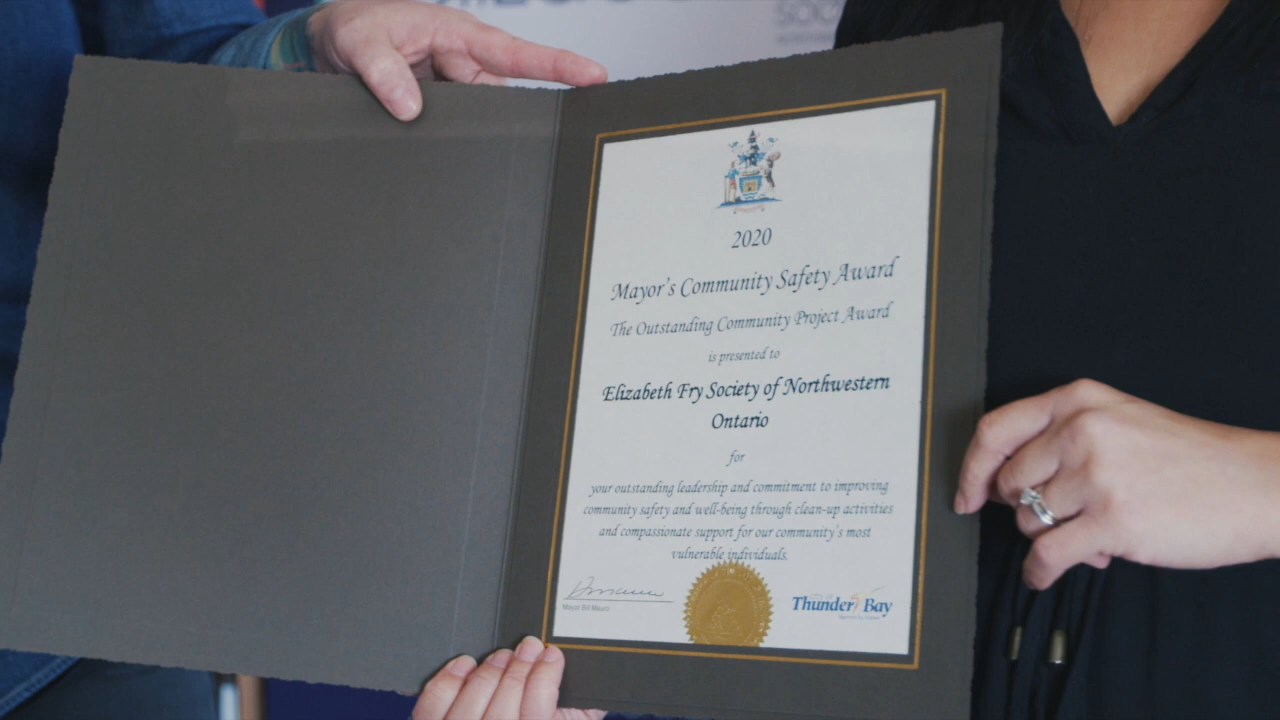 2020
Mayor's Community Safety Award
The Outstanding Community Project Award
is presented to
Elizabeth Fry Society of Northwestern
Ontario
for
your outstanding leadership and commitment to improving
community safety and well-being through clean-up activities
and compassionate support for our community's most
vulnerable individuals.
Mayor Bill Mauro
Thunder Bay